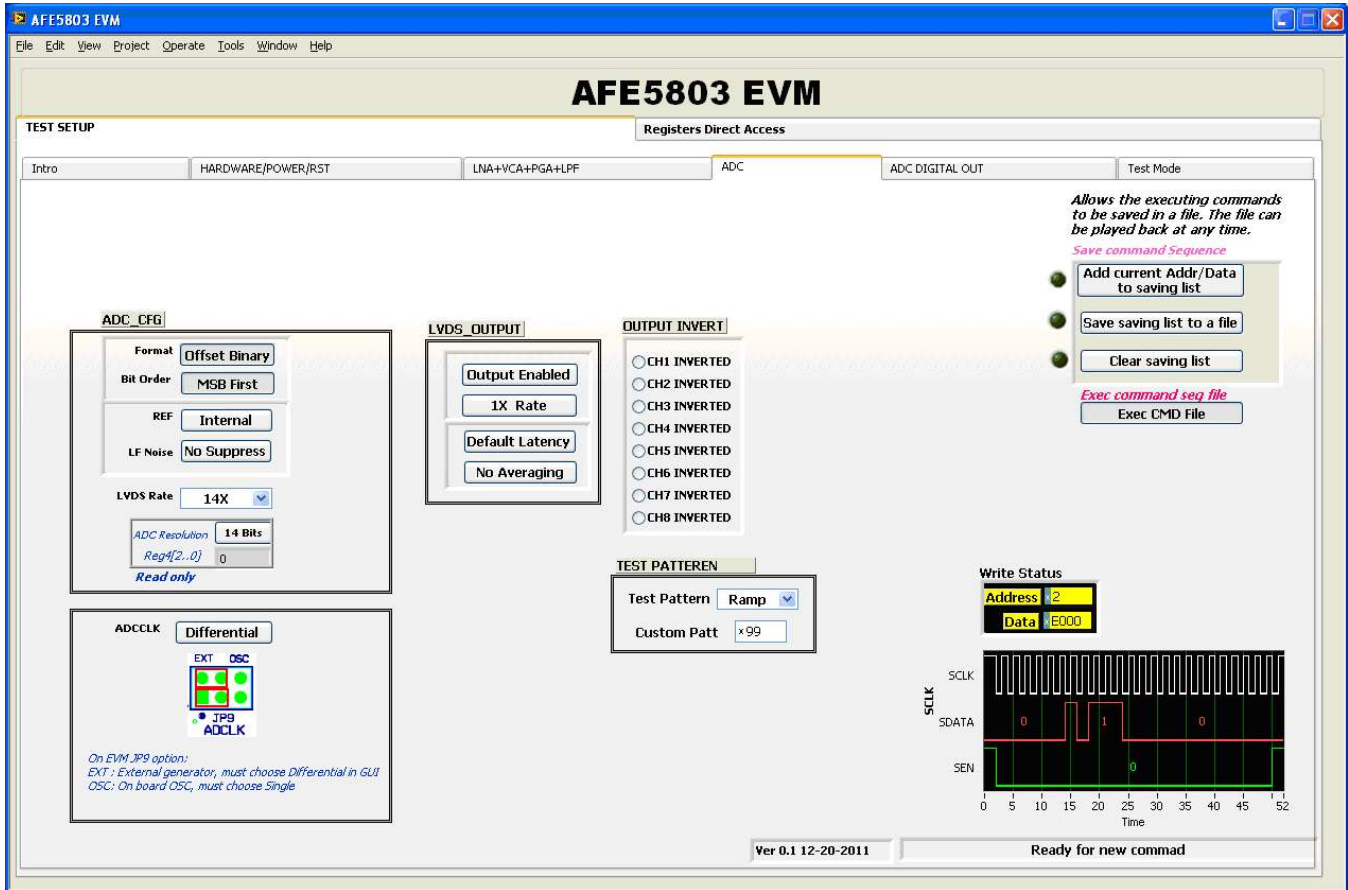 AFE5803 EVM
File Edit View Project Operate Tools Window Help
AFE5803 EVM
TEST SETUP
Registers Direct Access
Intro
HARDWARE/POWER/RST
LNA+VCA+PGA+LPF
ADC
ADC DIGITAL OUT
Test Mode
Allows the executing commands
to be saved in a file. The file can
be played back at any time.
Save command Sequence
Add current Addr/Data
to saving list
Save saving list to a file
Clear saving list
Exec command seq file
Exec CMD File
ADC_CFG
Format Offset Binary
Bit Order MSB First
REF Internal
LF Noise No Suppress
LVDS Rate 14X
ADC Resolution 14 Bits
Reg4[2..0] 0
Read only
ADCCLK Differential
EXT OSC
JP9
ADCLK
On EVM JP9 option:
EXT : External generator, must choose Differential in GUI
OSC: On board OSC, must choose Single
LVDS_OUTPUT
Output Enabled
1X Rate
Default Latency
No Averaging
OUTPUT INVERT
CH1 INVERTED
CH2 INVERTED
CH3 INVERTED
CH4 INVERTED
CH5 INVERTED
CH6 INVERTED
CH7 INVERTED
CH8 INVERTED
TEST PATTEREN
Test Pattern Ramp
Custom Patt x99
Write Status
Address x2
Data xE000
SCLK
SCLK
SDATA 0 1 0
SEN 0
0 5 10 15 20 25 30 35 40 45 52
Time
Ver 0.1 12-20-2011
Ready for new commad